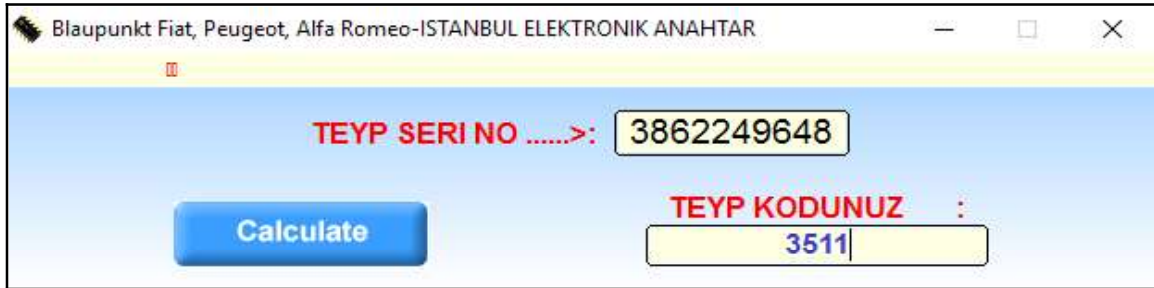 Blaupunkt Fiat, Peugeot, Alfa Romeo-ISTANBUL ELEKTRONIK ANAHTAR
TEYP SERI NO ......>: 3862249648
TEYP KODUNUZ :
Calculate
3511